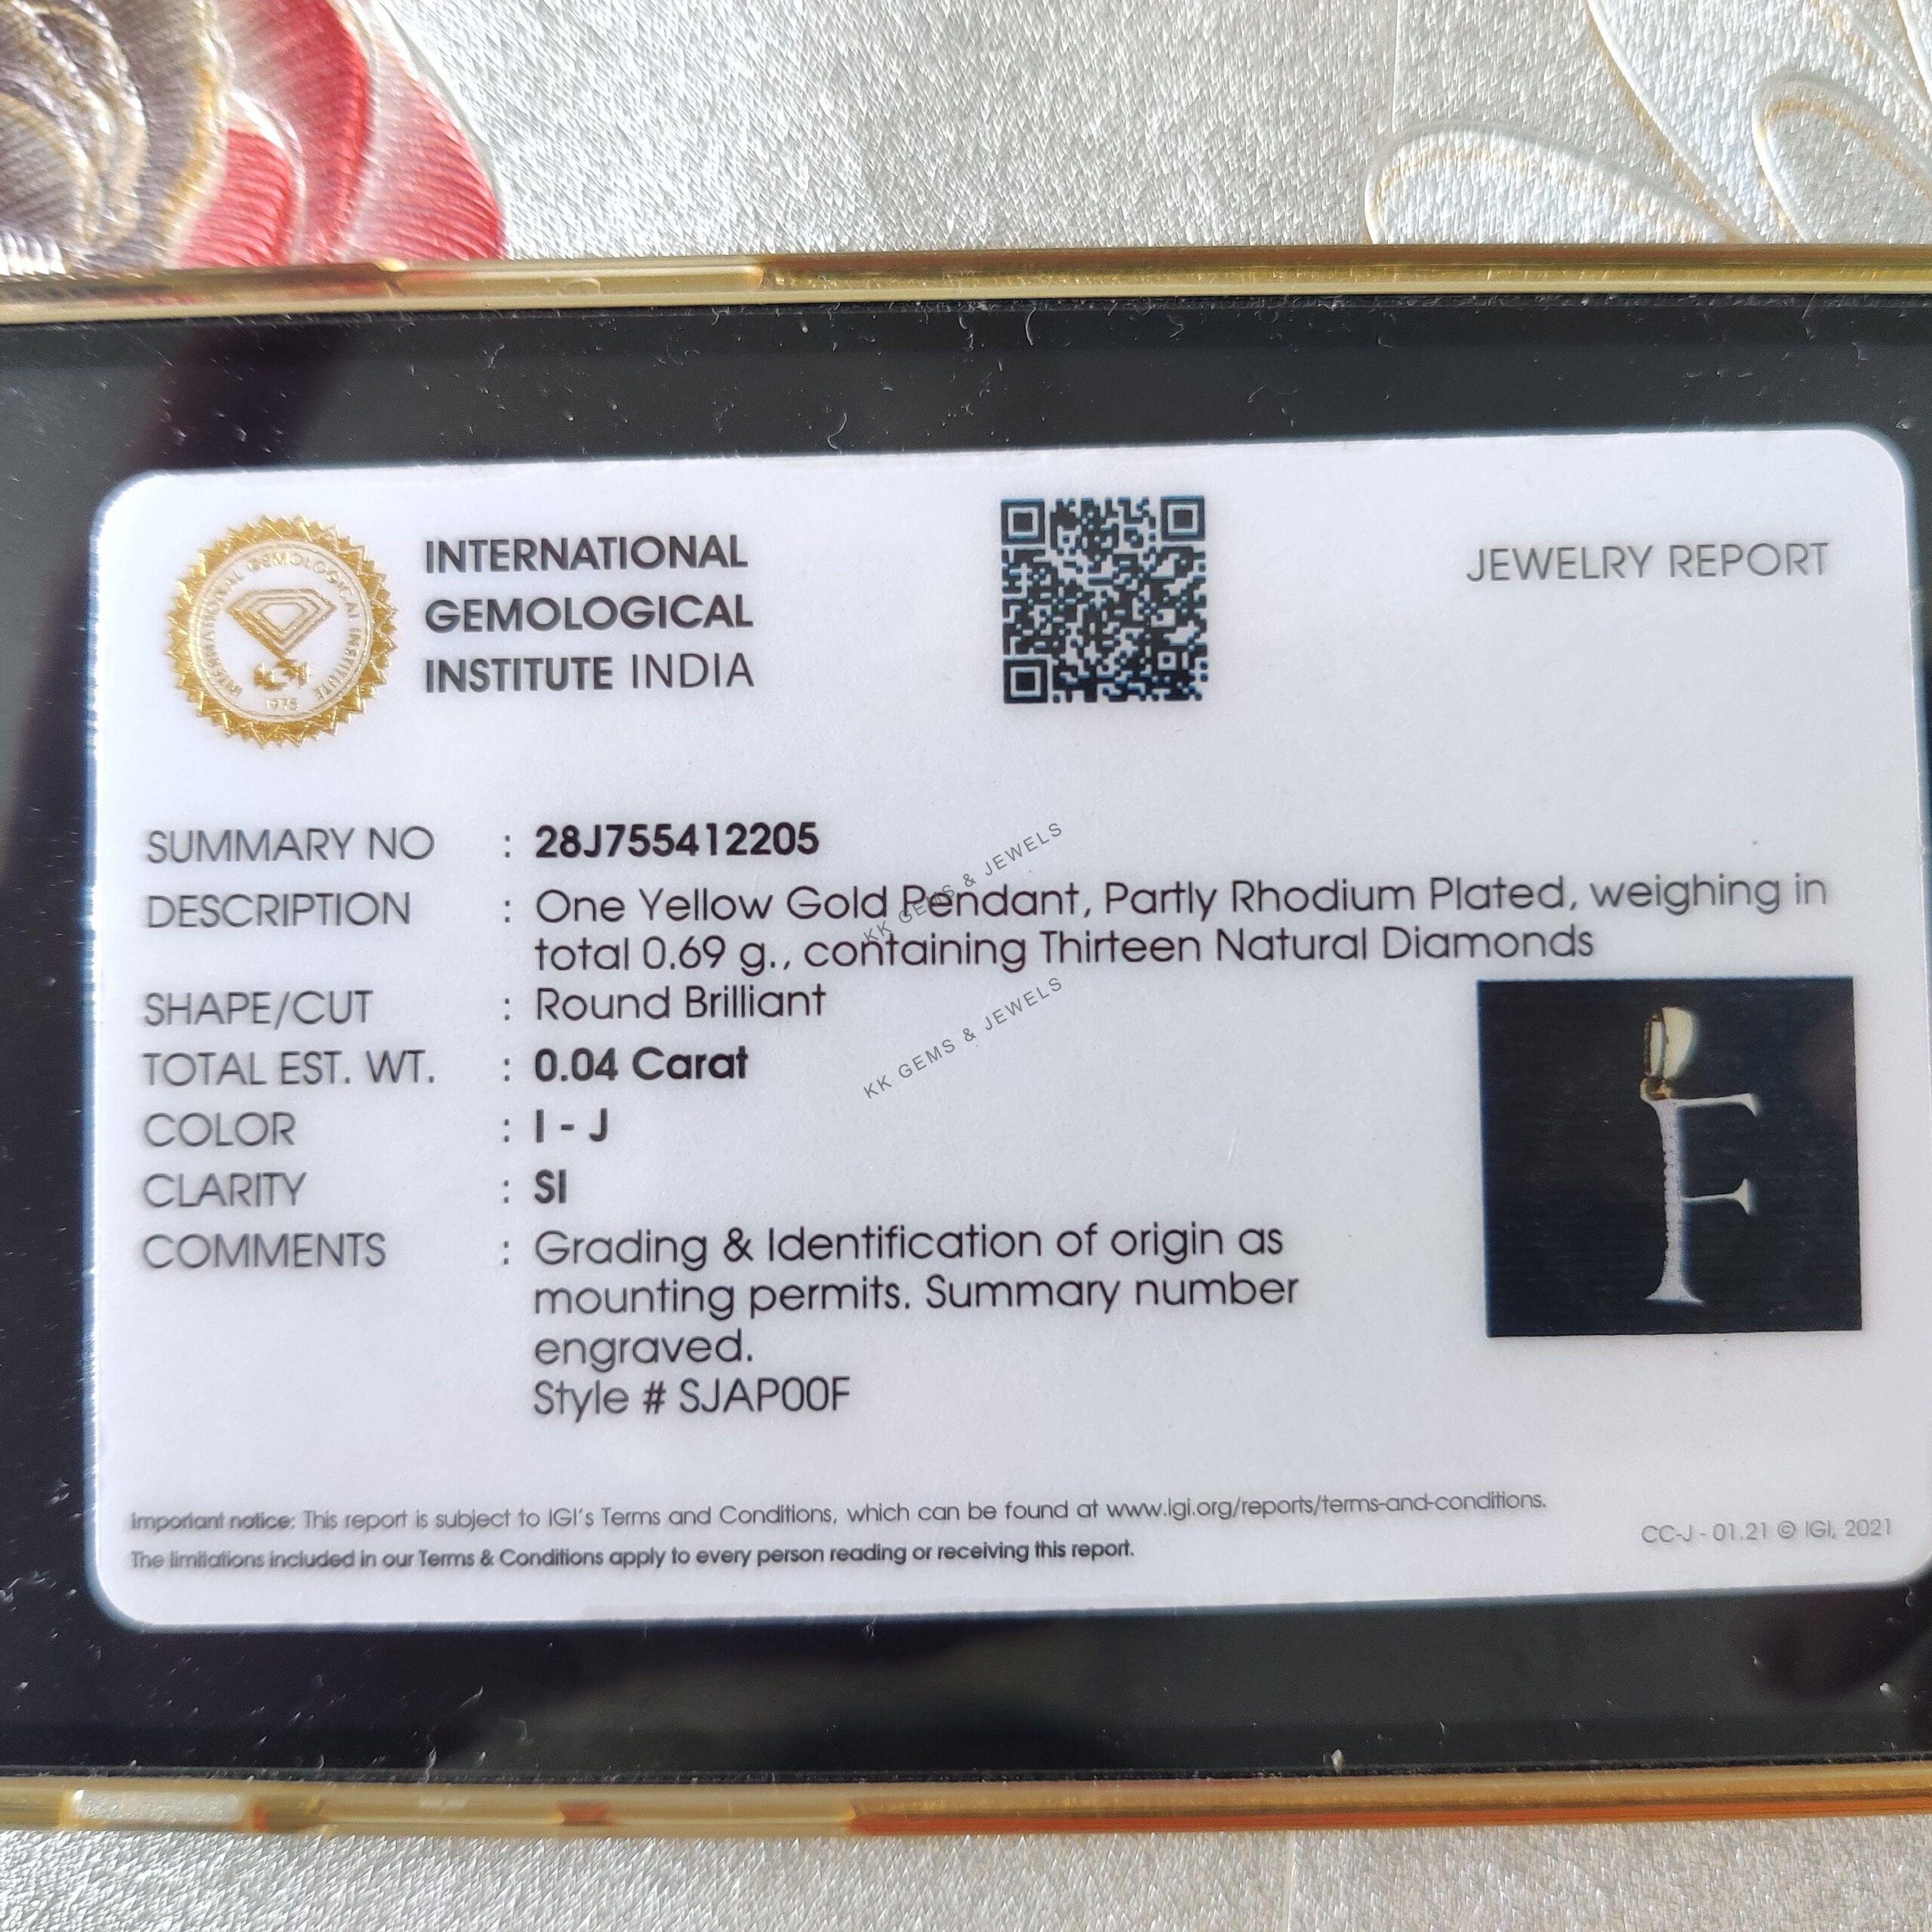 INTERNATIONAL GEMOLOGICAL INSTITUTE
IGI
1975
INTERNATIONAL
GEMOLOGICAL
INSTITUTE INDIA
JEWELRY REPORT
SUMMARY NO : 28J755412205
DESCRIPTION : One Yellow Gold Pendant, Partly Rhodium Plated, weighing in
total 0.69 g., containing Thirteen Natural Diamonds
SHAPE/CUT : Round Brilliant
TOTAL EST. WT. : 0.04 Carat
COLOR : I - J
CLARITY : SI
COMMENTS : Grading & Identification of origin as
mounting permits. Summary number
engraved.
Style # SJAP00F
KK GEMS & JEWELS
KK GEMS & JEWELS
F
Important notice: This report is subject to IGI's Terms and Conditions, which can be found at www.igi.org/reports/terms-and-conditions.
The limitations included in our Terms & Conditions apply to every person reading or receiving this report.
CC-J - 01.21 © IGI, 2021